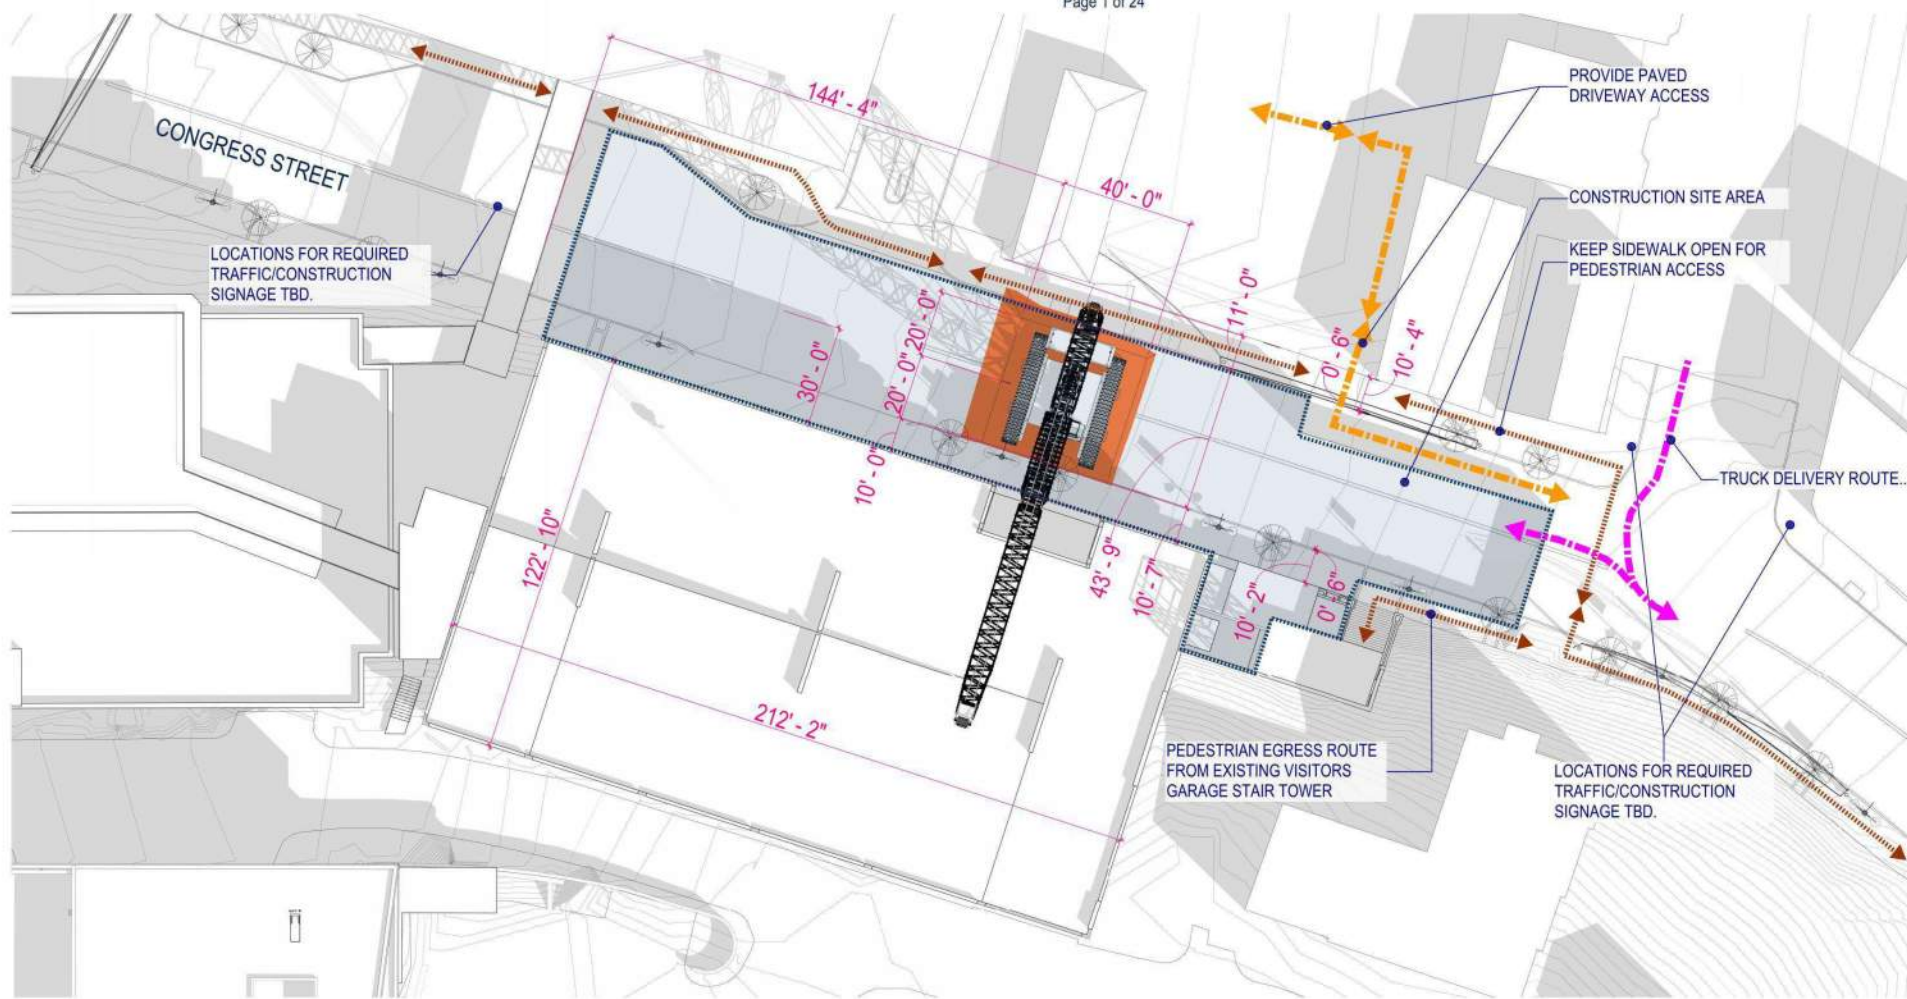 Page 1 of 24
PROVIDE PAVED
DRIVEWAY ACCESS
144' - 4"
CONGRESS STREET
40' - 0"
CONSTRUCTION SITE AREA
LOCATIONS FOR REQUIRED
TRAFFIC/CONSTRUCTION
SIGNAGE TBD.
KEEP SIDEWALK OPEN FOR
PEDESTRIAN ACCESS
11' - 0"
20' - 0"
0' - 6"
10' - 4"
30' - 0"
20' - 0"
10' - 0"
TRUCK DELIVERY ROUTE..
122' - 10"
43' - 9"
10' - 7"
10' - 2"
0' - 6"
212' - 2"
PEDESTRIAN EGRESS ROUTE
FROM EXISTING VISITORS
GARAGE STAIR TOWER
LOCATIONS FOR REQUIRED
TRAFFIC/CONSTRUCTION
SIGNAGE TBD.